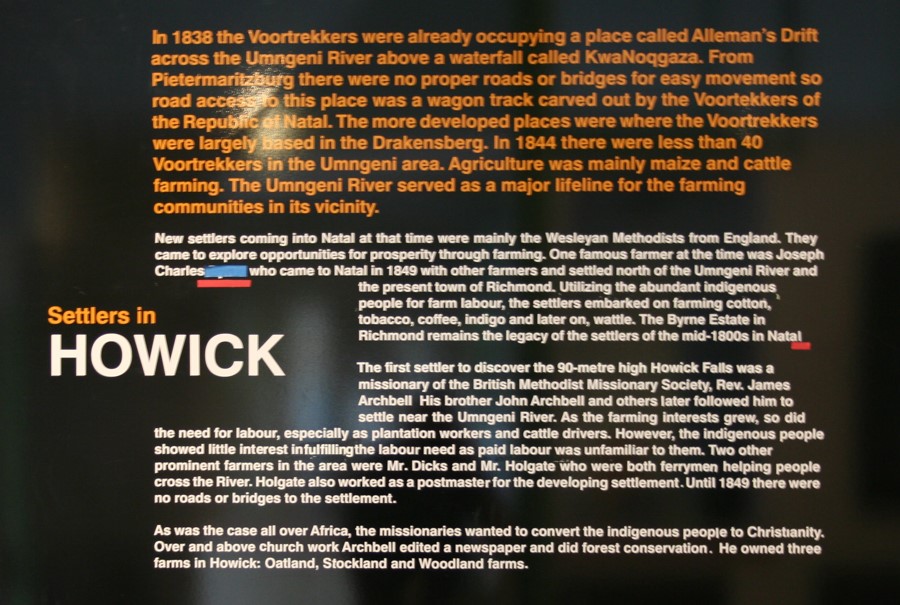 In 1838 the Voortrekkers were already occupying a place called Alleman's Drift
across the Umngeni River above a waterfall called KwaNoqgaza. From
Pietermaritzburg there were no proper roads or bridges for easy movement so
road access to this place was a wagon track carved out by the Voortekkers of
the Republic of Natal. The more developed places were where the Voortrekkers
were largely based in the Drakensberg. In 1844 there were less than 40
Voortrekkers in the Umngeni area. Agriculture was mainly maize and cattle
farming. The Umngeni River served as a major lifeline for the farming
communities in its vicinity.
New settlers coming into Natal at that time were mainly the Wesleyan Methodists from England. They
came to explore opportunities for prosperity through farming. One famous farmer at the time was Joseph
Charles who came to Natal in 1849 with other farmers and settled north of the Umngeni River and
the present town of Richmond. Utilizing the abundant indigenous
people for farm labour, the settlers embarked on farming cotton,
tobacco, coffee, indigo and later on, wattle. The Byrne Estate in
Richmond remains the legacy of the settlers of the mid-1800s in Natal
Settlers in
HOWICK
The first settler to discover the 90-metre high Howick Falls was a
missionary of the British Methodist Missionary Society, Rev. James
Archbell His brother John Archbell and others later followed him to
settle near the Umngeni River. As the farming interests grew, so did
the need for labour, especially as plantation workers and cattle drivers. However, the indigenous people
showed little interest infulfillingthe labour need as paid labour was unfamiliar to them. Two other
prominent farmers in the area were Mr. Dicks and Mr. Holgate who were both ferrymen helping people
cross the River. Holgate also worked as a postmaster for the developing settlement. Until 1849 there were
no roads or bridges to the settlement.
As was the case all over Africa, the missionaries wanted to convert the indigenous people to Christianity.
Over and above church work Archbell edited a newspaper and did forest conservation. He owned three
farms in Howick: Oatland, Stockland and Woodland farms.